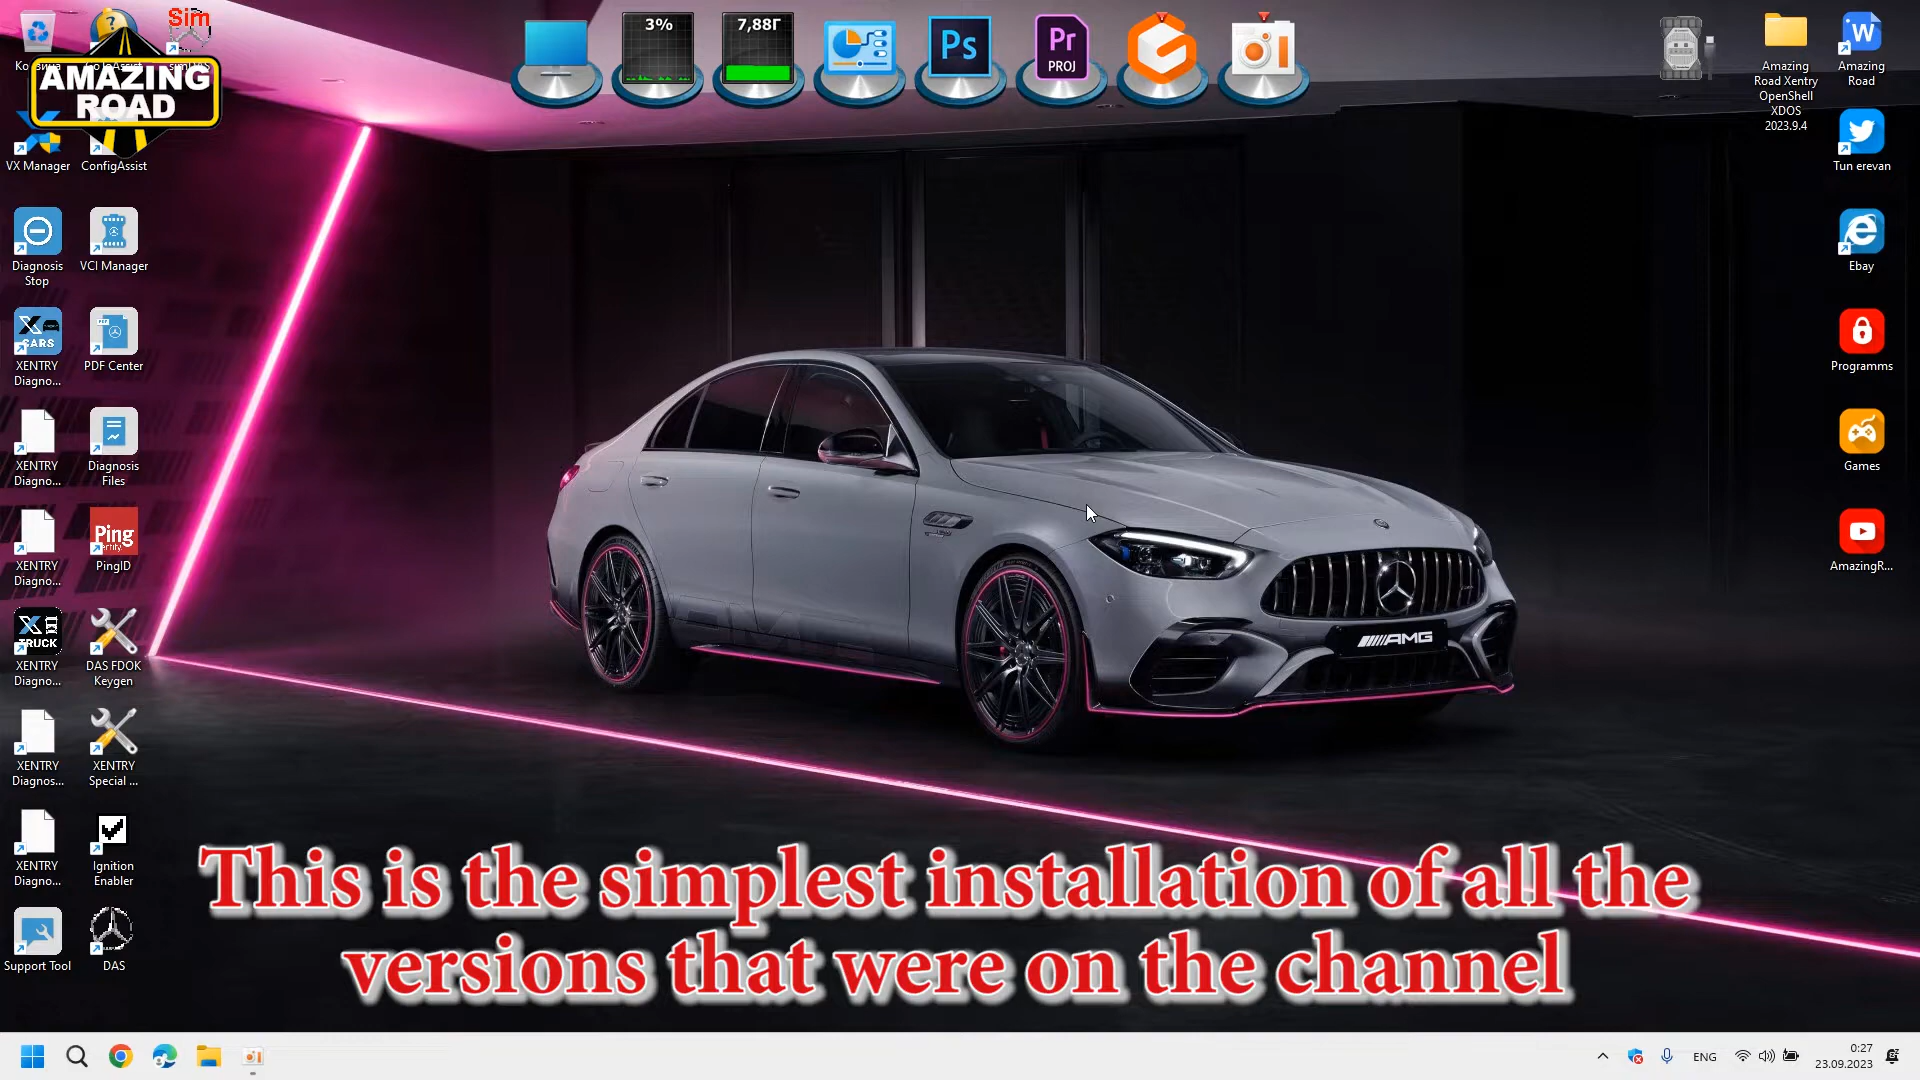 3%
7,88Г
Ps
Pr
PROJ
Sim
AMAZING
ROAD
VX Manager
ConfigAssist
Diagnosis
Stop
VCI Manager
X
CARS
XENTRY
Diagno...
PDF
PDF Center
XENTRY
Diagno...
Diagnosis
Files
XENTRY
Diagno...
Ping
PingID
X
TRUCK
XENTRY
Diagno...
DAS FDOK
Keygen
XENTRY
Diagnos...
XENTRY
Special ...
XENTRY
Diagno...
Ignition
Enabler
Support Tool
DAS
Amazing
Road Xentry
OpenShell
XDOS
2023.9.4
W
Amazing
Road
Tun erevan
Ebay
Programms
Games
AmazingR...
AMG
This is the simplest installation of all the
versions that were on the channel
ENG
0:27
23.09.2023